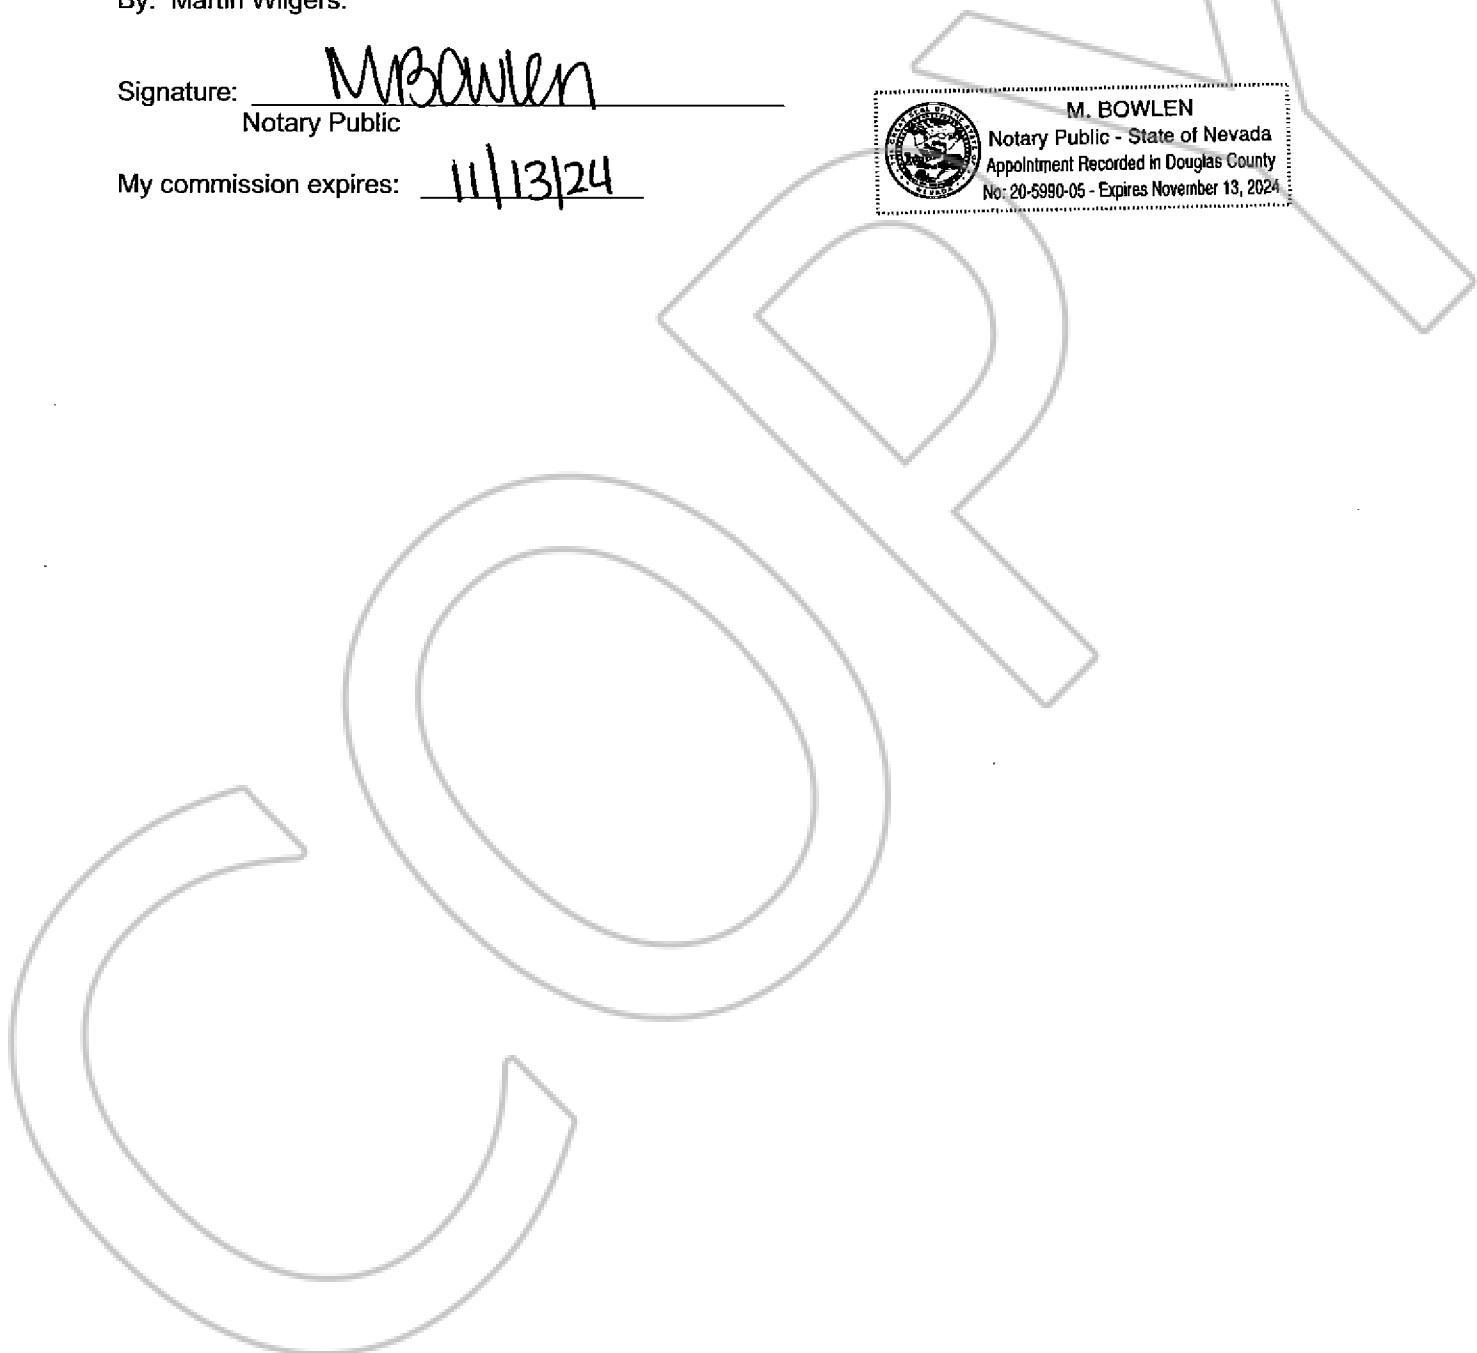 By: Martin Wilgers.
Signature: MBowlen
Notary Public
My commission expires: 11/13/24
M. BOWLEN
Notary Public - State of Nevada
Appointment Recorded in Douglas County
No: 20-5990-05 - Expires November 13, 2024
COPY